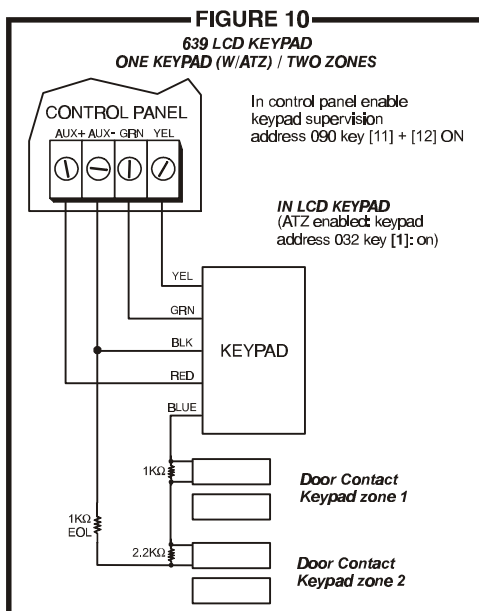 FIGURE 10
639 LCD KEYPAD
ONE KEYPAD (W/ATZ) / TWO ZONES
CONTROL PANEL
AUX+ AUX- GRN YEL
In control panel enable
keypad supervision
address 090 key [11] + [12] ON
IN LCD KEYPAD
(ATZ enabled: keypad
address 032 key [1]: on)
YEL
GRN
BLK
RED
BLUE
KEYPAD
1KΩ
Door Contact
Keypad zone 1
1KΩ
EOL
2.2KΩ
Door Contact
Keypad zone 2